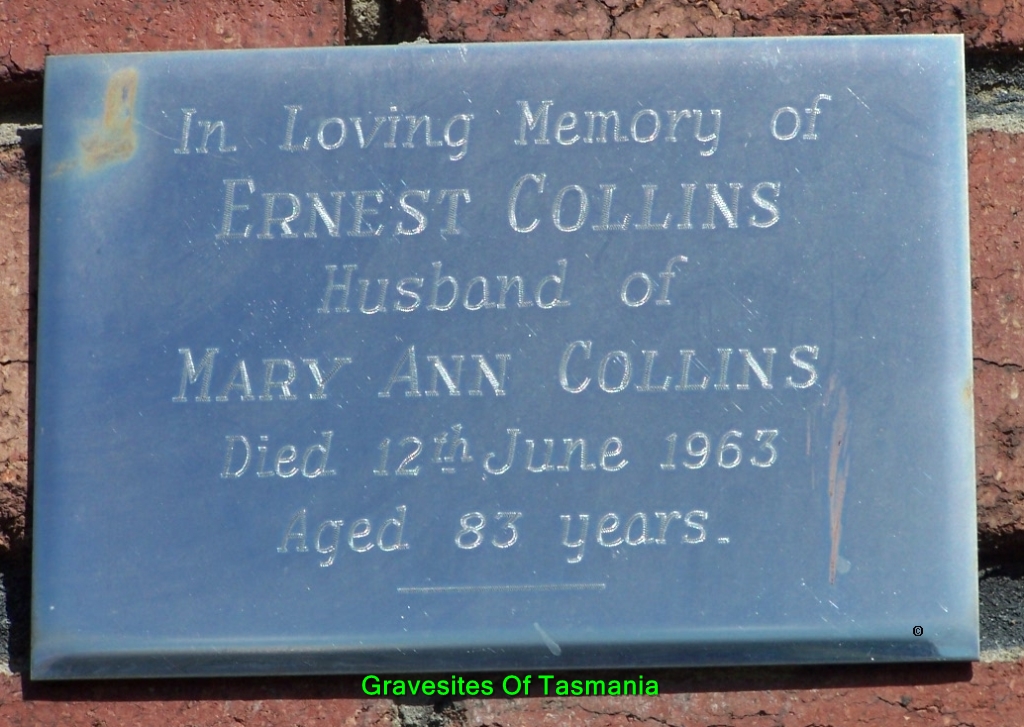 In Loving Memory of
ERNEST COLLINS
Husband of
MARY ANN COLLINS
Died 12th June 1963
Aged 83 years.
©
Gravesites Of Tasmania